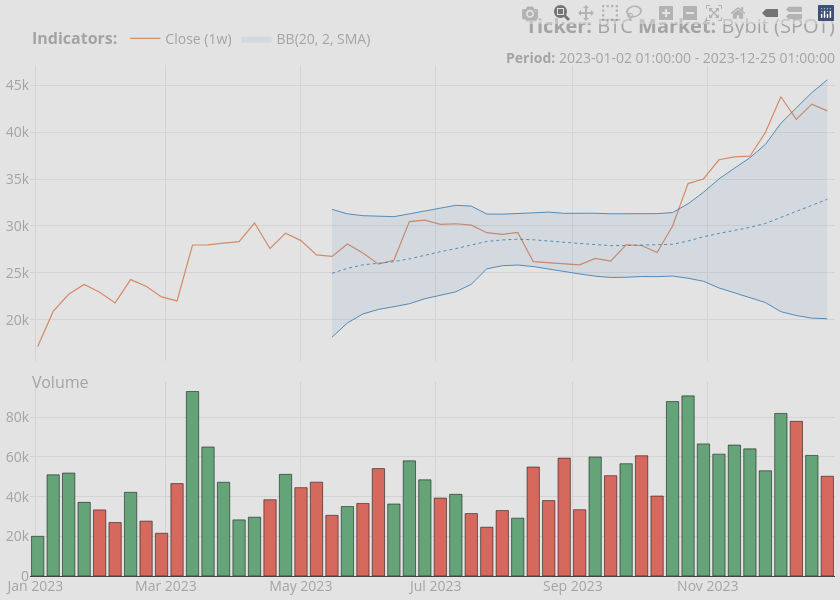 Ticker: BTC Market: Bybit (SPOT)
Indicators: Close (1w) BB(20, 2, SMA)
Period: 2023-01-02 01:00:00 - 2023-12-25 01:00:00
45k
40k
35k
30k
25k
20k
Volume
80k
60k
40k
20k
0
Jan 2023 Mar 2023 May 2023 Jul 2023 Sep 2023 Nov 2023